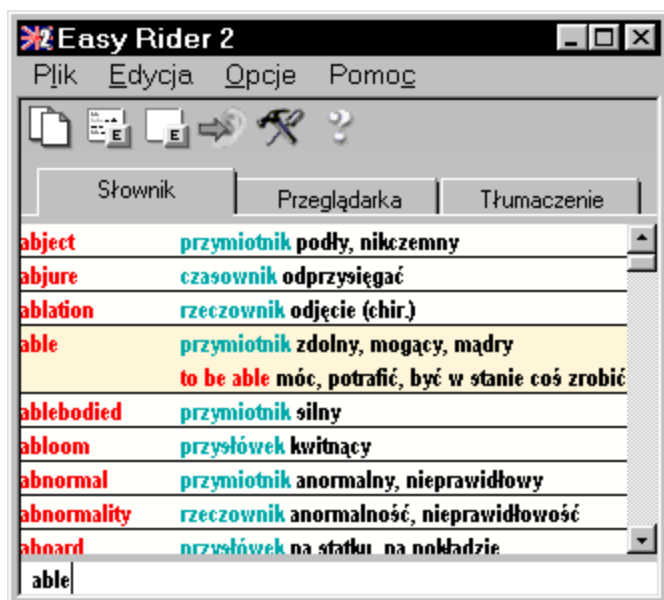 Easy Rider 2
Plik Edycja Opcje Pomoc
Słownik Przeglądarka Tłumaczenie
abject przymiotnik podły, nikczemny
abjure czasownik odprzysięgać
ablation rzeczownik odjęcie (chir.)
able przymiotnik zdolny, mogący, mądry
to be able móc, potrafić, być w stanie coś zrobić
ablebodied przymiotnik silny
abloom przysłówek kwitnący
abnormal przymiotnik anormalny, nieprawidłowy
abnormality rzeczownik anormalność, nieprawidłowość
aboard przysłówek na statku, na pokładzie
able